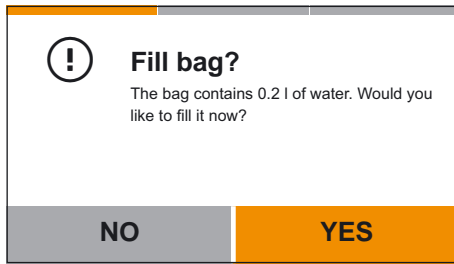 Fill bag?
The bag contains 0.2 l of water. Would you
like to fill it now?
NO
YES